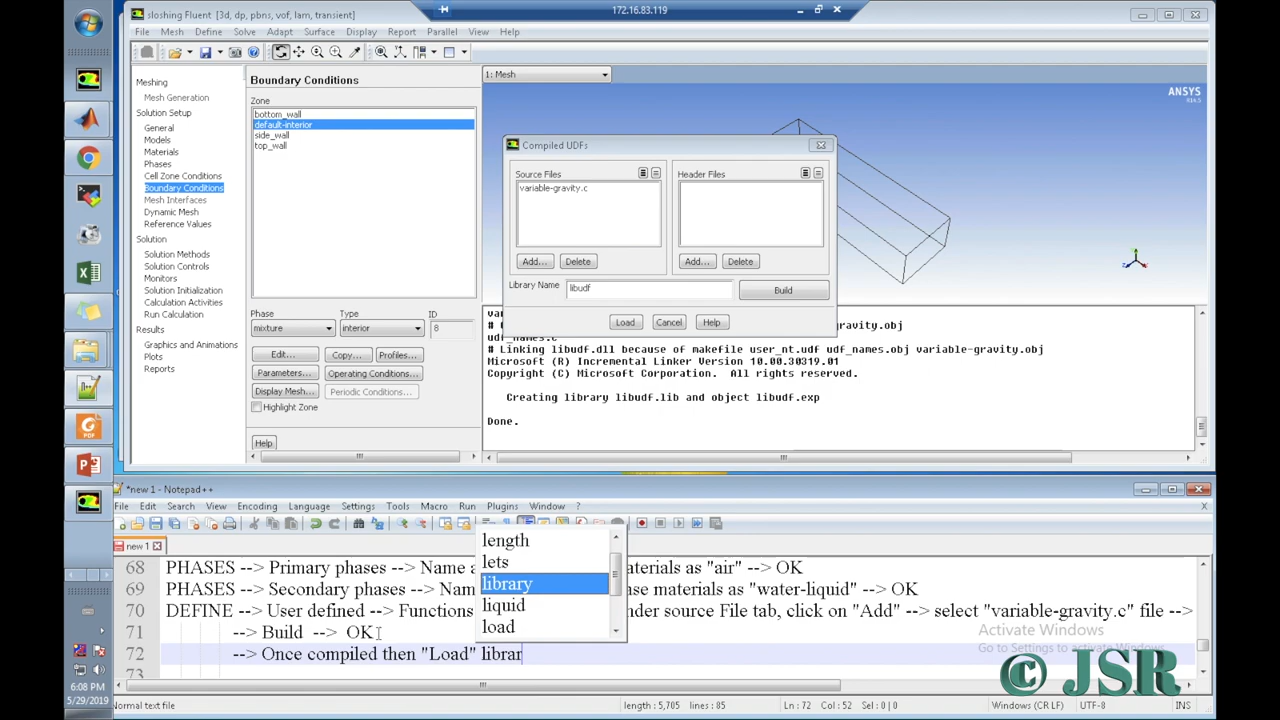 172.16.83.119
sloshing Fluent [3d, dp, pbns, vof, lam, transient]
File Mesh Define Solve Adapt Surface Display Report Parallel View Help
Meshing
Mesh Generation
Solution Setup
General
Models
Materials
Phases
Cell Zone Conditions
Boundary Conditions
Mesh Interfaces
Dynamic Mesh
Reference Values
Solution
Solution Methods
Solution Controls
Monitors
Solution Initialization
Calculation Activities
Run Calculation
Results
Graphics and Animations
Plots
Reports
Boundary Conditions
Zone
bottom_wall
default-interior
side_wall
top_wall
Phase Type ID
mixture interior 8
Edit... Copy... Profiles...
Parameters... Operating Conditions...
Display Mesh... Periodic Conditions...
Highlight Zone
Help
1: Mesh
ANSYS
Compiled UDFs
Source Files Header Files
variable-gravity.c
Add... Delete Add... Delete
Library Name libudf Build
Load Cancel Help
gravity.obj
udf_names.c
# Linking libudf.dll because of makefile user_nt.udf udf_names.obj variable-gravity.obj
Microsoft (R) Incremental Linker Version 10.00.30319.01
Copyright (C) Microsoft Corporation. All rights reserved.
Creating library libudf.lib and object libudf.exp
Done.
*new 1 - Notepad++
File Edit Search View Encoding Language Settings Tools Macro Run Plugins Window ?
new 1
length
lets
library
liquid
load
68 PHASES --> Primary phases --> Name materials as "air" --> OK
69 PHASES --> Secondary phases --> Nam se materials as "water-liquid" --> OK
70 DEFINE --> User defined --> Functions nder source File tab, click on "Add" --> select "variable-gravity.c" file -->
71 --> Build --> OK
72 --> Once compiled then "Load" librar
73
Activate Windows
Go to Settings to activate Windows.
© JSR
Normal text file length : 5,705 lines : 85 Ln : 72 Col : 52 Sel : 0 | 0 Windows (CR LF) UTF-8 INS
6:08 PM
5/29/2019